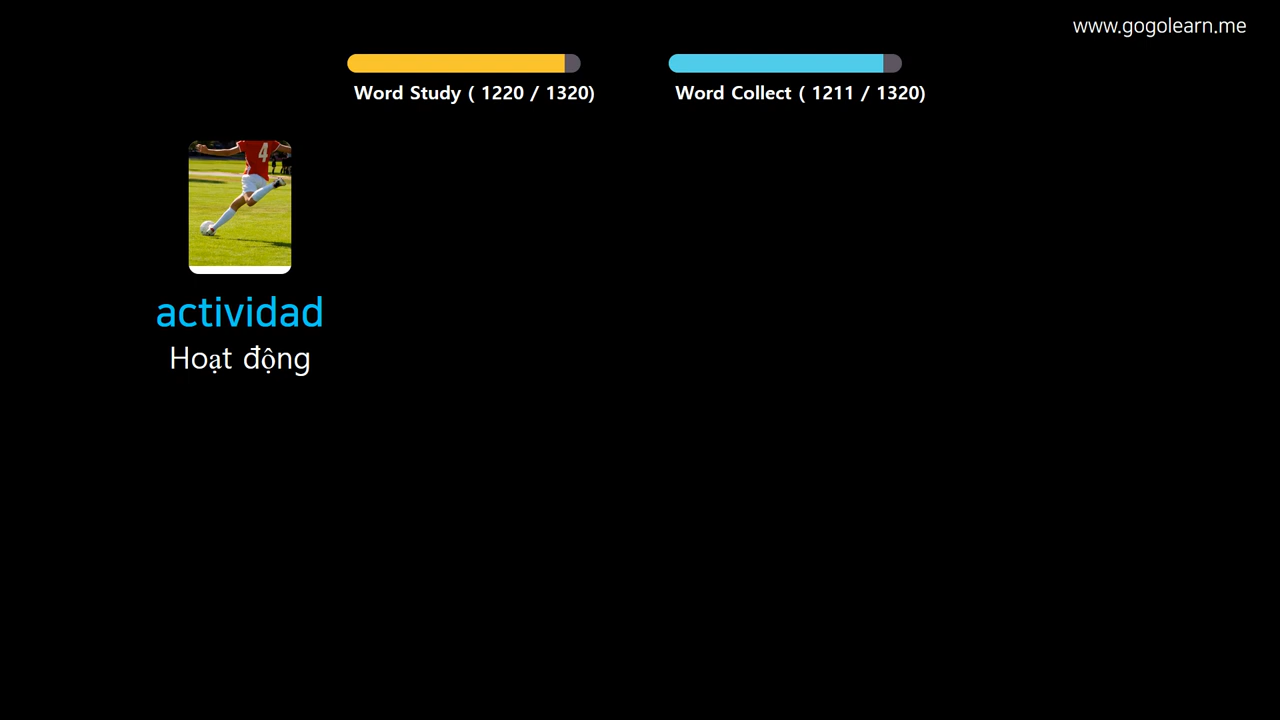 www.gogolearn.me
Word Study ( 1220 / 1320)
Word Collect ( 1211 / 1320)
4
actividad
Hoạt động